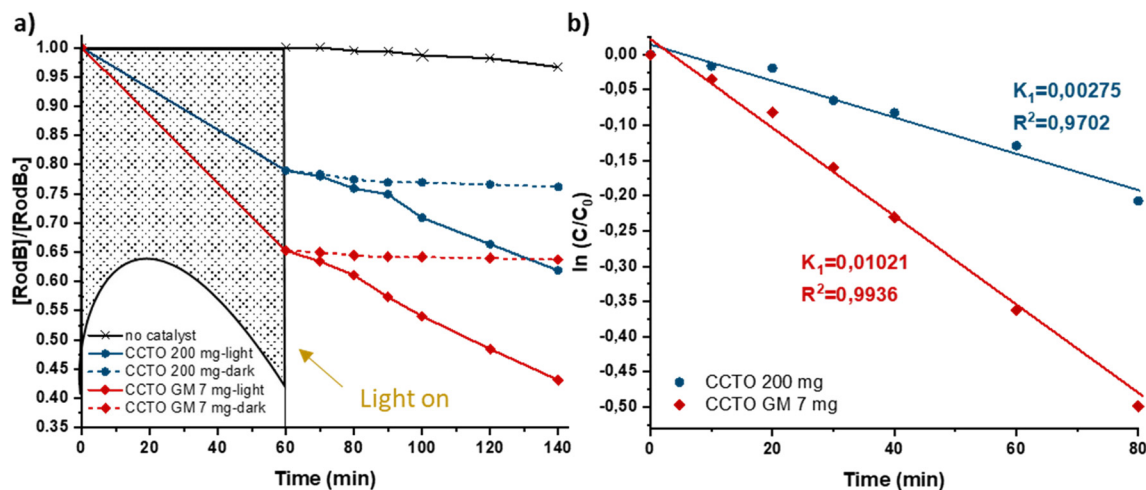 a)
[RodB]/[RodB₀]
1.00
0.95
0.90
0.85
0.80
0.75
0.70
0.65
0.60
0.55
0.50
0.45
0.40
0.35
no catalyst
CCTO 200 mg-light
CCTO 200 mg-dark
CCTO GM 7 mg-light
CCTO GM 7 mg-dark
Light on
0
20
40
60
80
100
120
140
Time (min)
b)
ln (C/C₀)
0,00
-0,05
-0,10
-0,15
-0,20
-0,25
-0,30
-0,35
-0,40
-0,45
-0,50
K₁=0,00275
R²=0,9702
K₁=0,01021
R²=0,9936
CCTO 200 mg
CCTO GM 7 mg
0
20
40
60
80
Time (min)